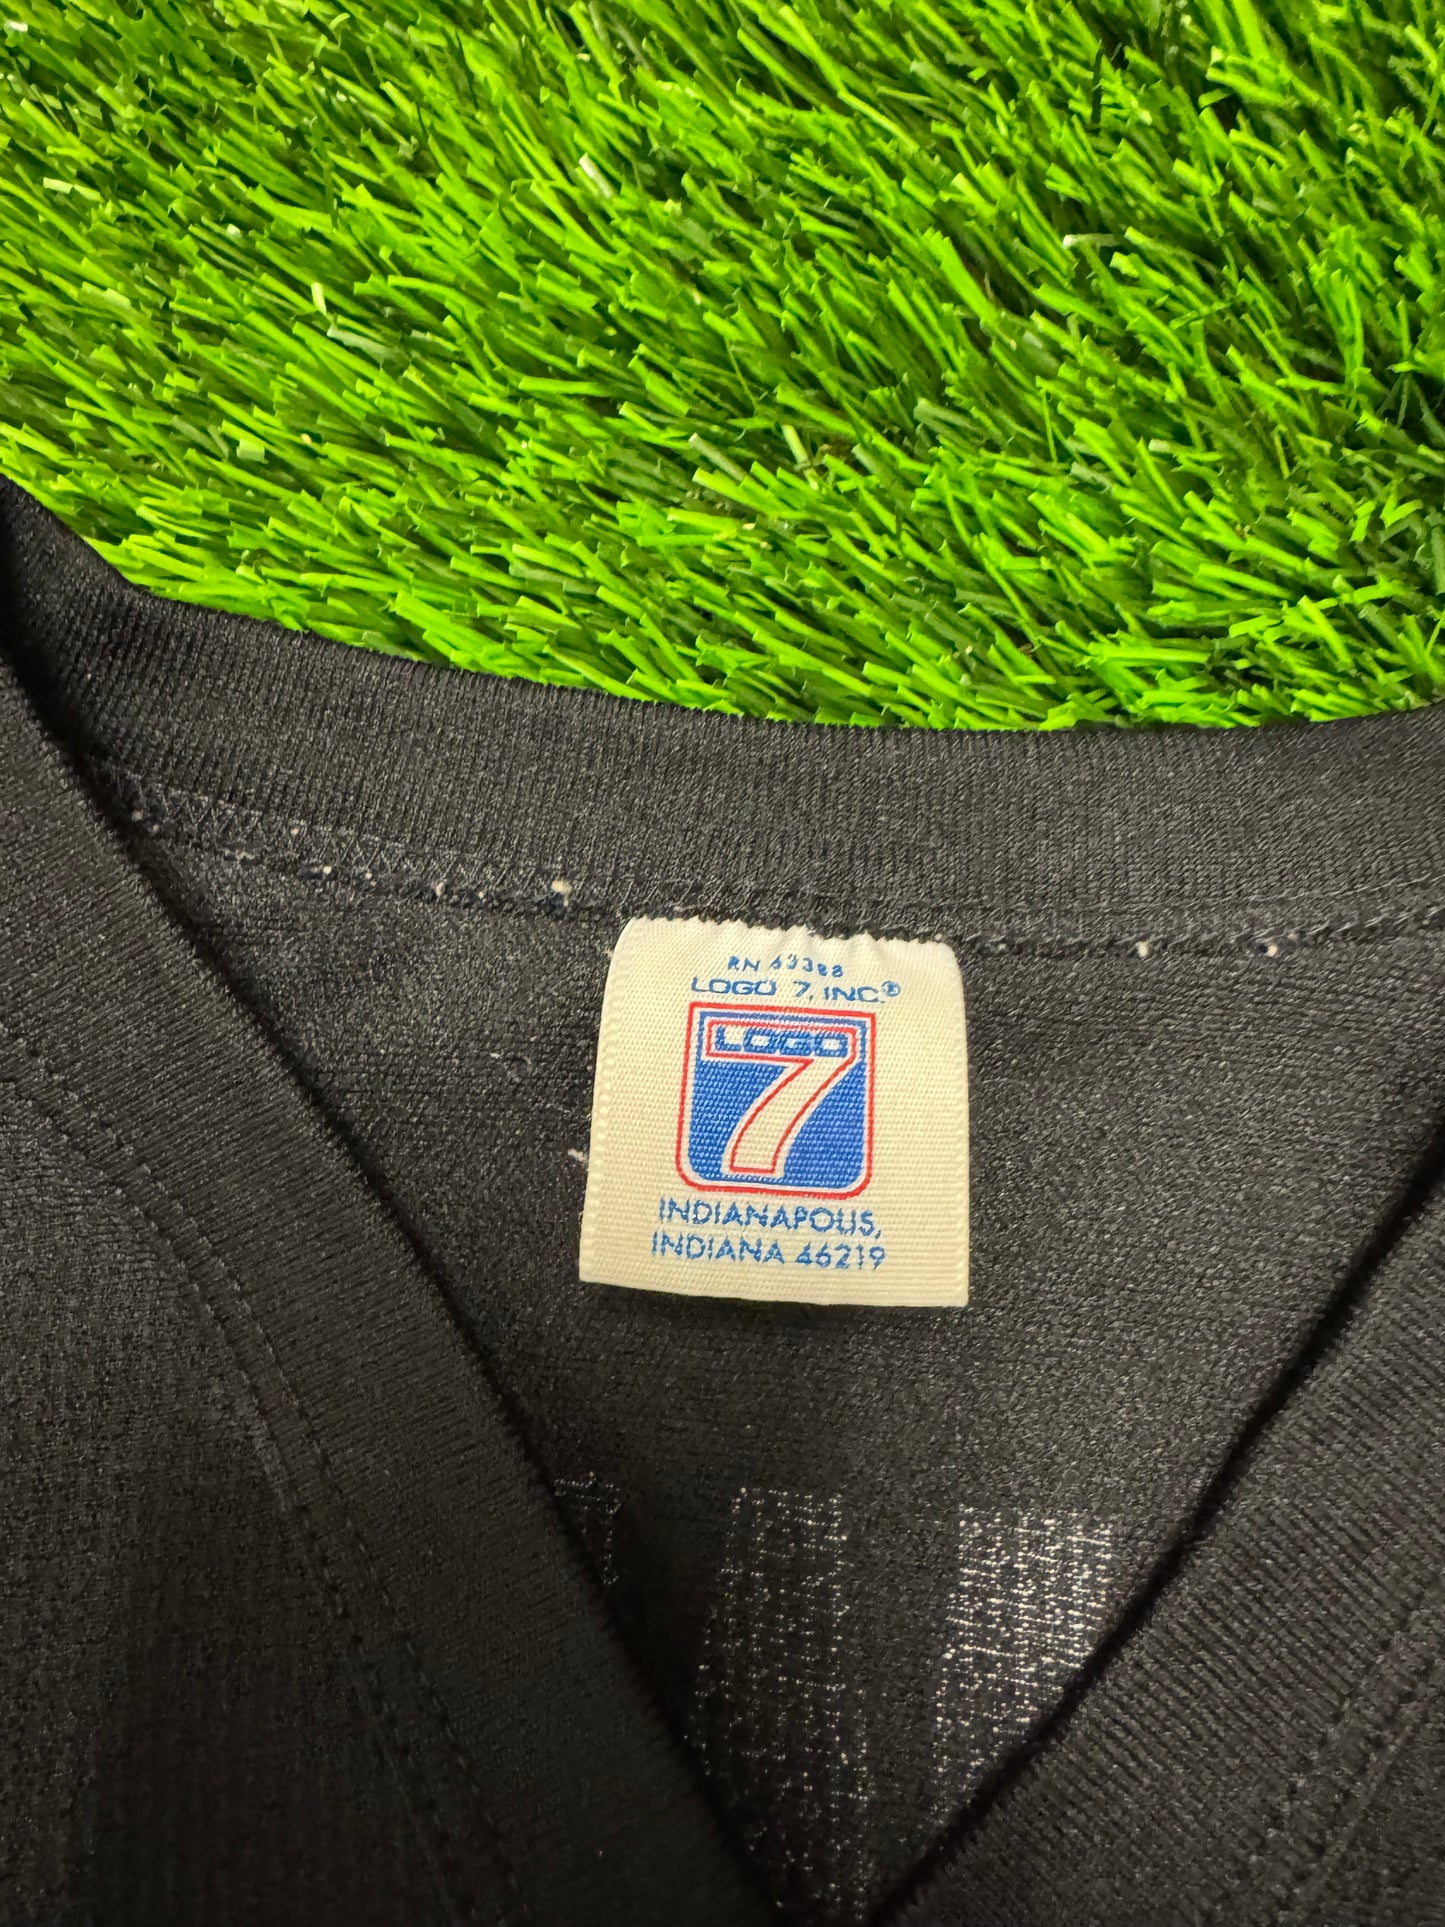 RN 63388
LOGO 7, INC.®
LOGO
7
INDIANAPOLIS,
INDIANA 46219